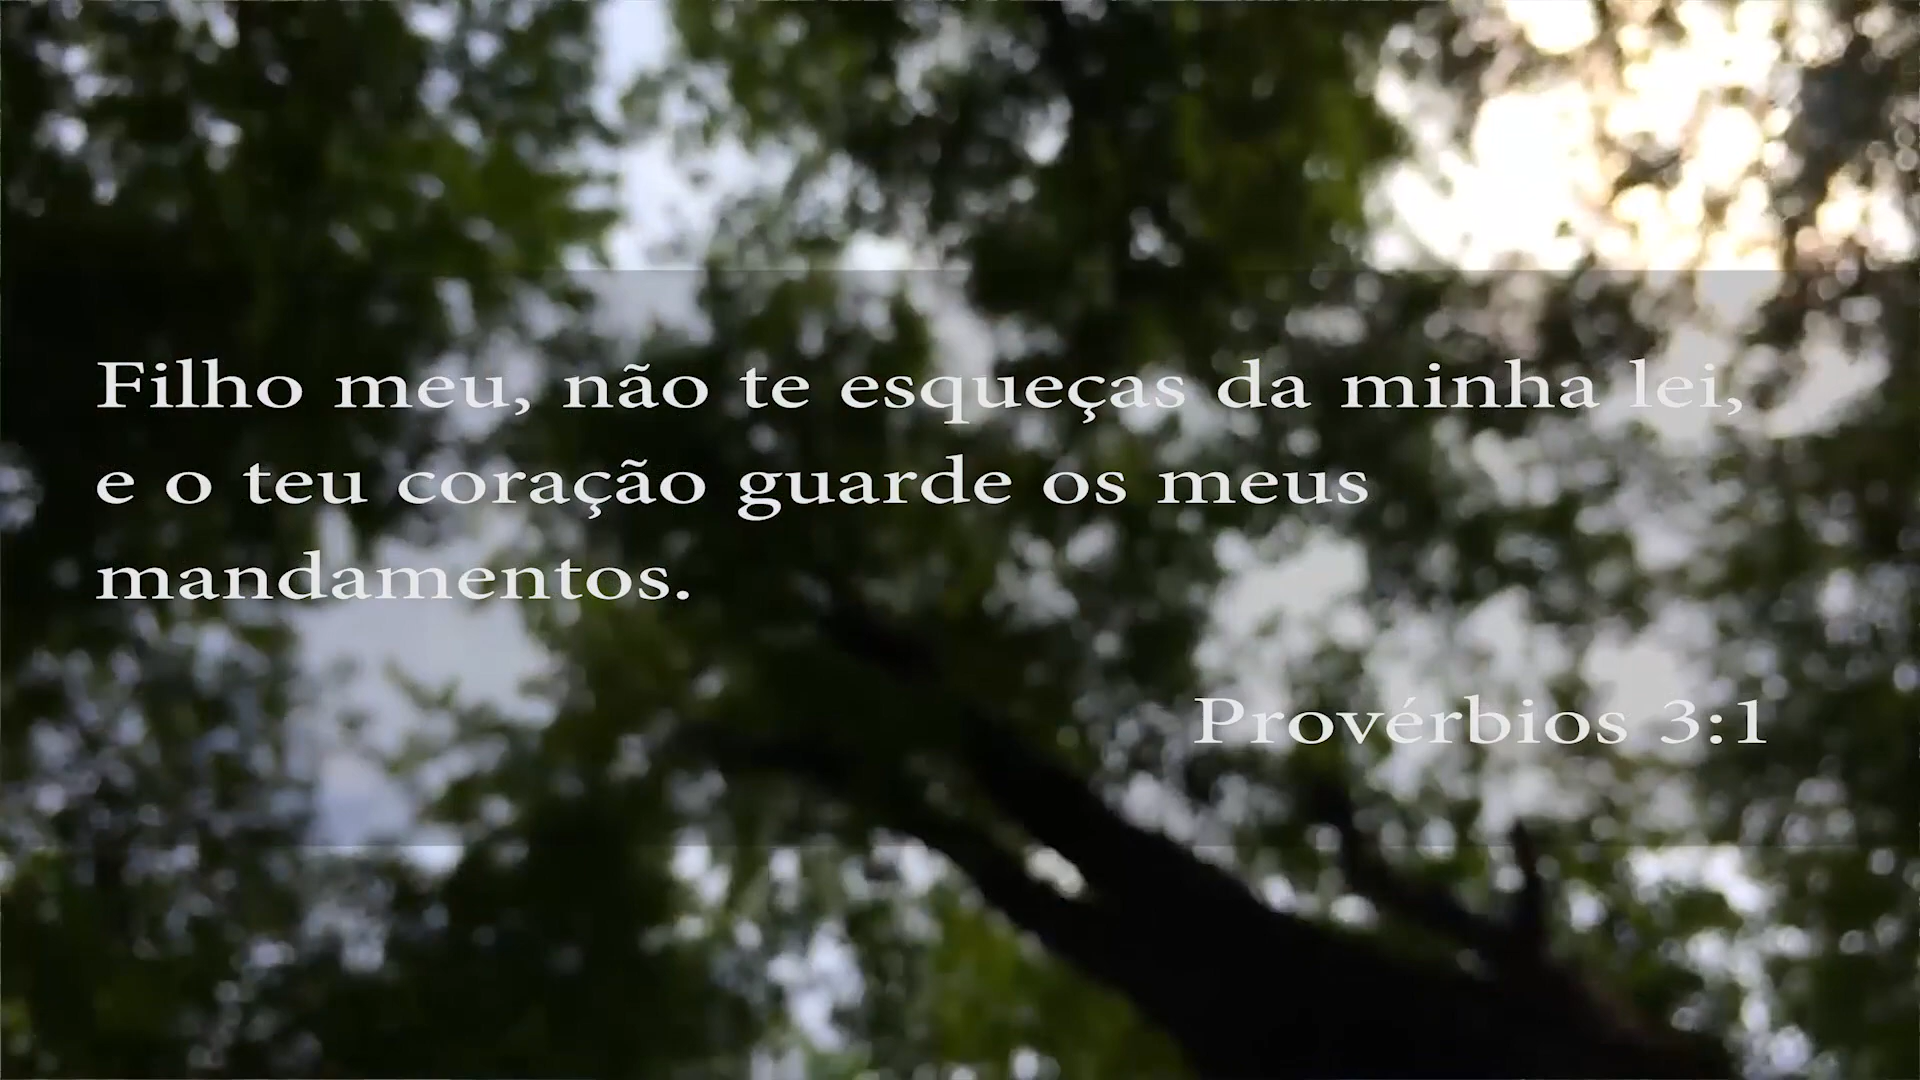 Filho meu, não te esqueças da minha lei,
e o teu coração guarde os meus
mandamentos.
Provérbios 3:1